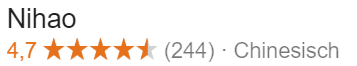 Nihao
4,7 ★★★★★ (244) · Chinesisch